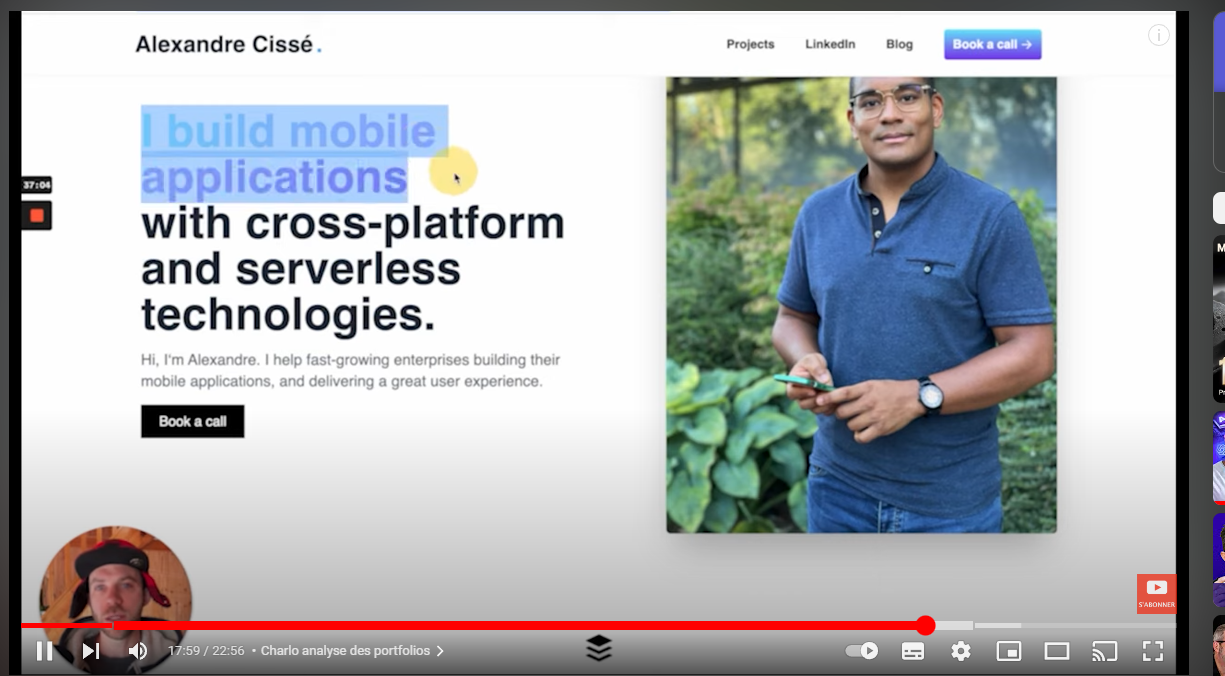 Alexandre Cissé.
Projects
LinkedIn
Blog
Book a call →
I build mobile
applications
with cross-platform
and serverless
technologies.
Hi, I'm Alexandre. I help fast-growing enterprises building their
mobile applications, and delivering a great user experience.
Book a call
37:04
S'ABONNER
17:59 / 22:56 • Charlo analyse des portfolios